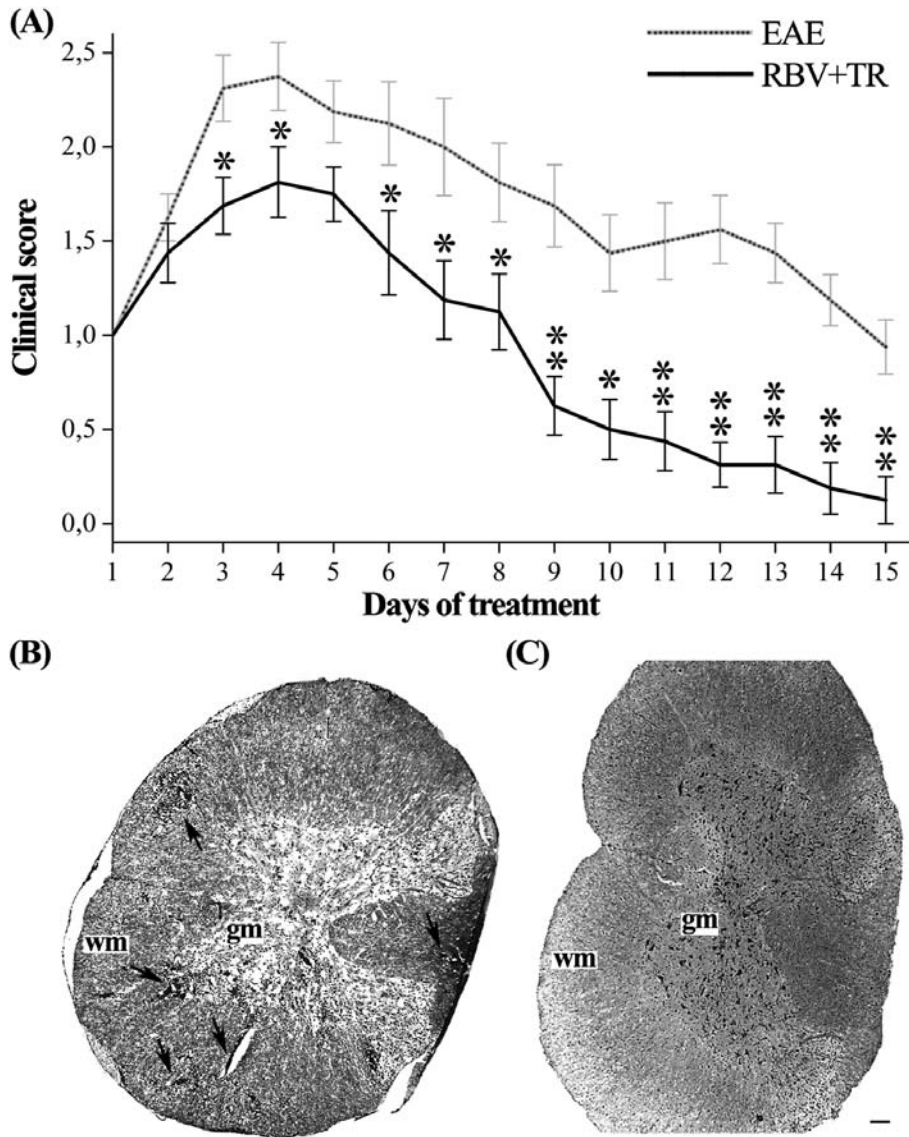 (A)
EAE
RBV+TR
Clinical score
2,5
2,0
1,5
1,0
0,5
0,0
* * * * * ** * ** ** ** ** **
1 2 3 4 5 6 7 8 9 10 11 12 13 14 15
Days of treatment
(B)
wm
gm
(C)
wm
gm